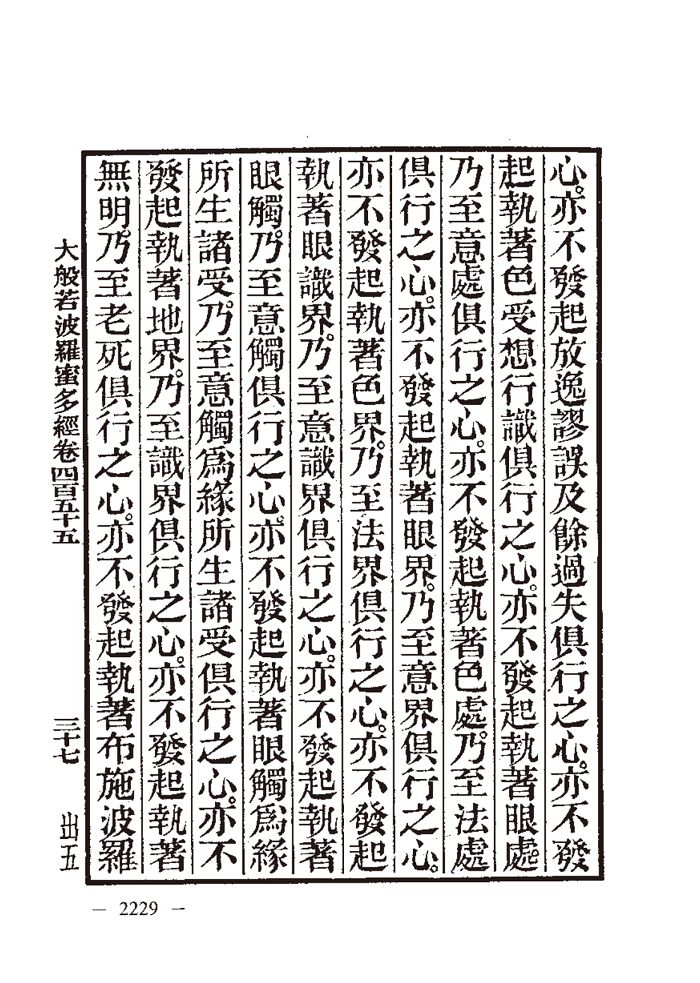 心。亦不發起放逸謬誤及餘過失俱行之心。亦不發
起執著色受想行識俱行之心。亦不發起執著眼處。
乃至意處俱行之心。亦不發起執著色處。乃至法處
俱行之心。亦不發起執著眼界。乃至意界俱行之心。
亦不發起執著色界。乃至法界俱行之心。亦不發起
執著眼識界。乃至意識界俱行之心。亦不發起執著
眼觸。乃至意觸俱行之心。亦不發起執著眼觸爲緣
所生諸受。乃至意觸爲緣所生諸受俱行之心。亦不
發起執著地界。乃至識界俱行之心。亦不發起執著
無明。乃至老死俱行之心。亦不發起執著布施波羅
大般若波羅蜜多經卷四百五十五 三十七 出五
— 2229 —